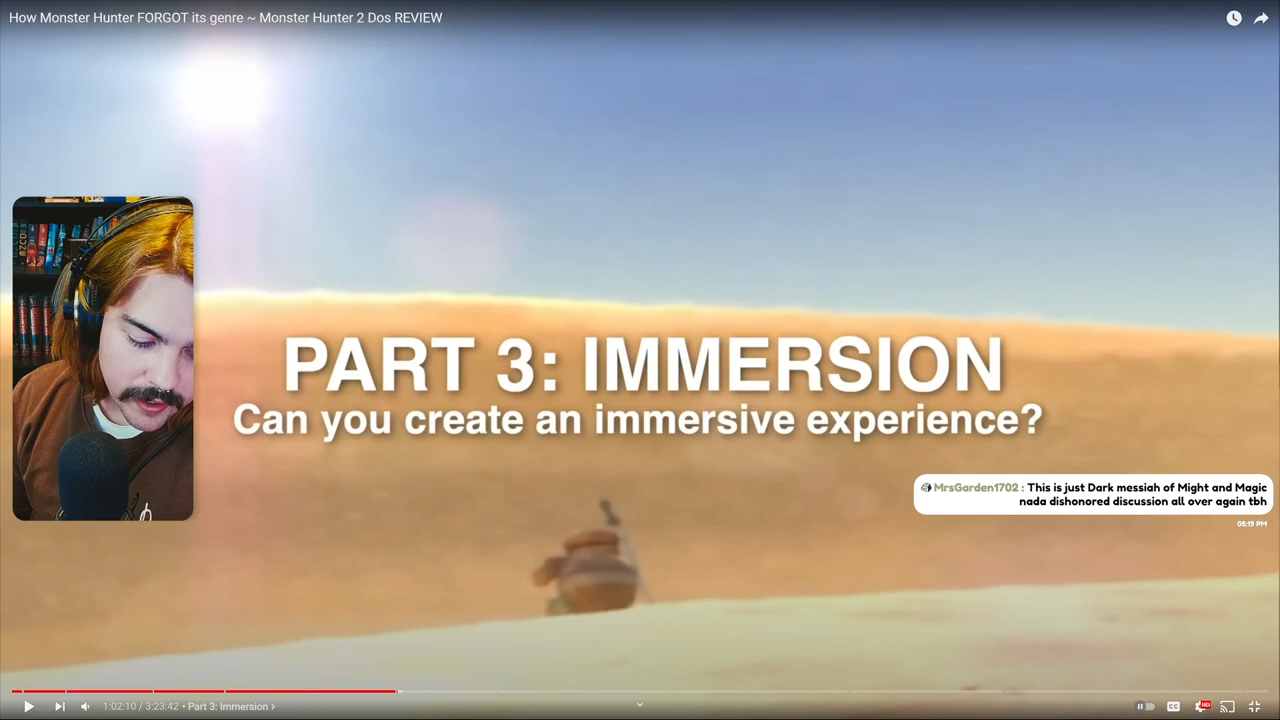 How Monster Hunter FORGOT its genre ~ Monster Hunter 2 Dos REVIEW
PART 3: IMMERSION
Can you create an immersive experience?
MrsGarden1702 : This is just Dark messiah of Might and Magic
nada dishonored discussion all over again tbh
05:19 PM
1:02:10 / 3:23:42 • Part 3: Immersion
CC
HD